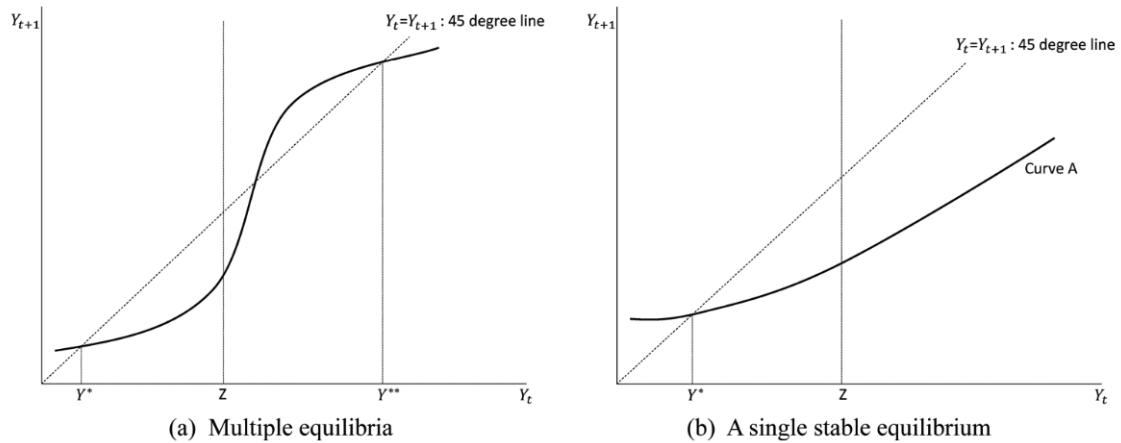 Y_{t+1}
Y_t=Y_{t+1} : 45 degree line
Y*
Z
Y**
Y_t
(a) Multiple equilibria
Y_{t+1}
Y_t=Y_{t+1} : 45 degree line
Curve A
Y*
Z
Y_t
(b) A single stable equilibrium